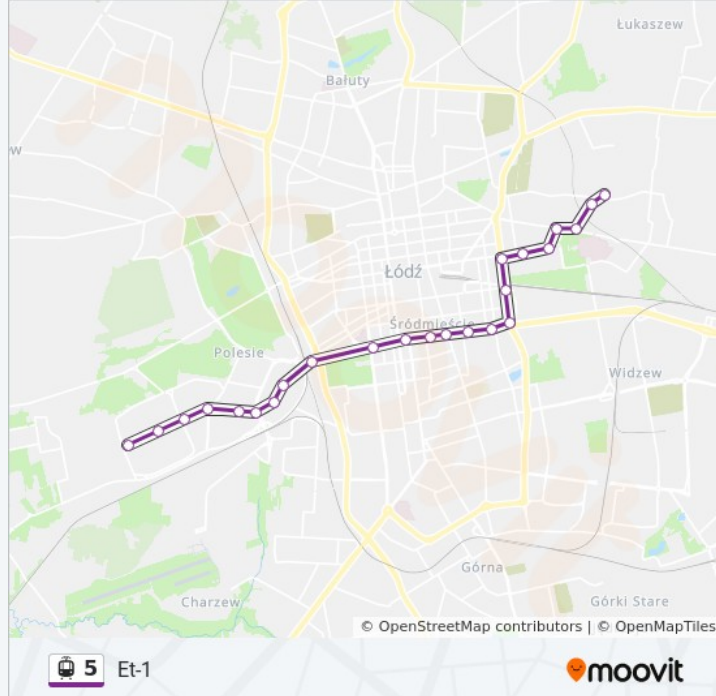 Łukaszew
Bałuty
w
Łódź
Śródmieście
Polesie
Widzew
Górna
Charzew
Górki Stare
© OpenStreetMap contributors | © OpenMapTiles
5 Et-1
moovit